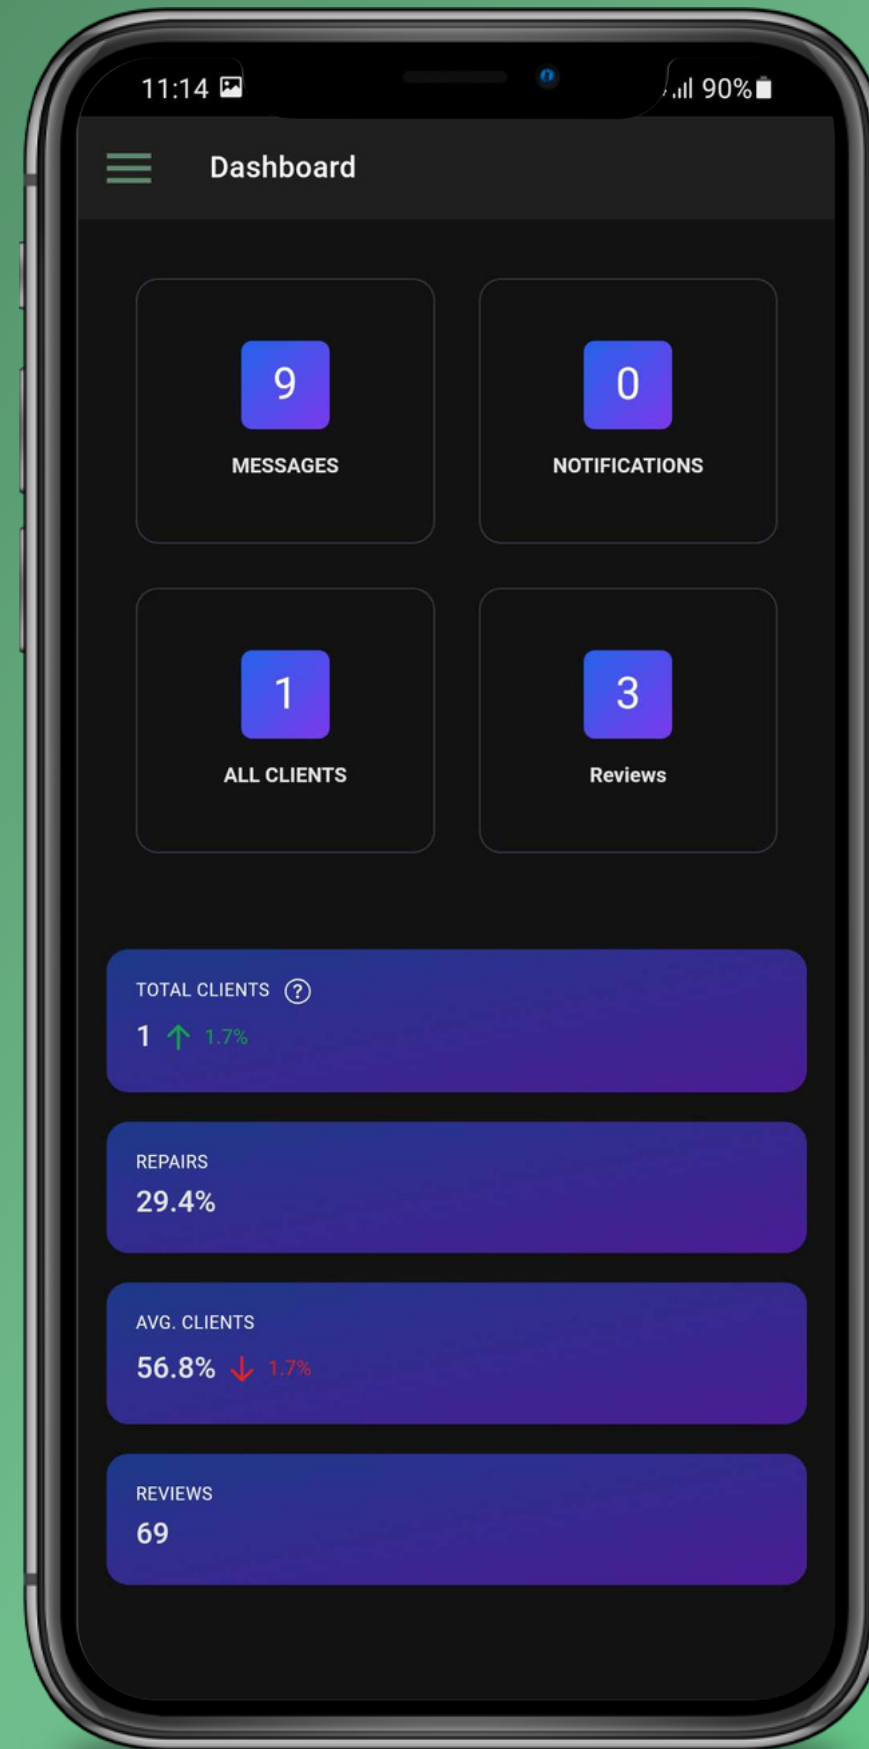 11:14
90%
Dashboard
9
0
MESSAGES
NOTIFICATIONS
1
3
ALL CLIENTS
Reviews
TOTAL CLIENTS ?
1 ↑ 1.7%
REPAIRS
29.4%
AVG. CLIENTS
56.8% ↓ 1.7%
REVIEWS
69